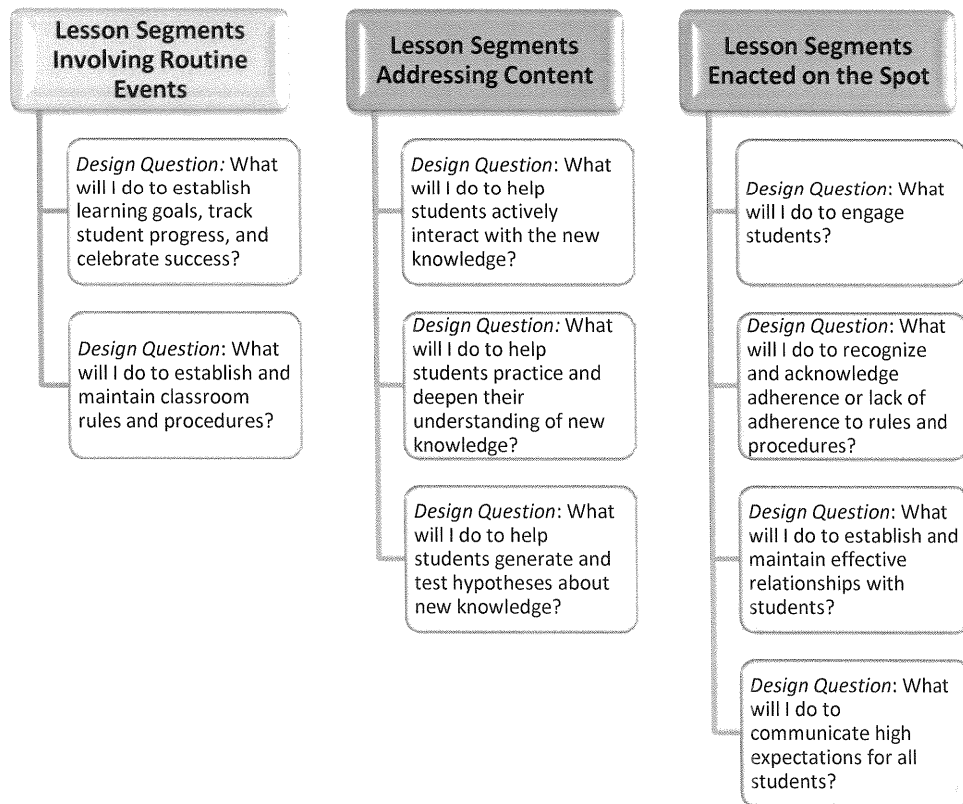 Lesson Segments
Involving Routine
Events
Design Question: What
will I do to establish
learning goals, track
student progress, and
celebrate success?
Design Question: What
will I do to establish and
maintain classroom
rules and procedures?
Lesson Segments
Addressing Content
Design Question: What
will I do to help
students actively
interact with the new
knowledge?
Design Question: What
will I do to help
students practice and
deepen their
understanding of new
knowledge?
Design Question: What
will I do to help
students generate and
test hypotheses about
new knowledge?
Lesson Segments
Enacted on the Spot
Design Question: What
will I do to engage
students?
Design Question: What
will I do to recognize
and acknowledge
adherence or lack of
adherence to rules and
procedures?
Design Question: What
will I do to establish and
maintain effective
relationships with
students?
Design Question: What
will I do to
communicate high
expectations for all
students?